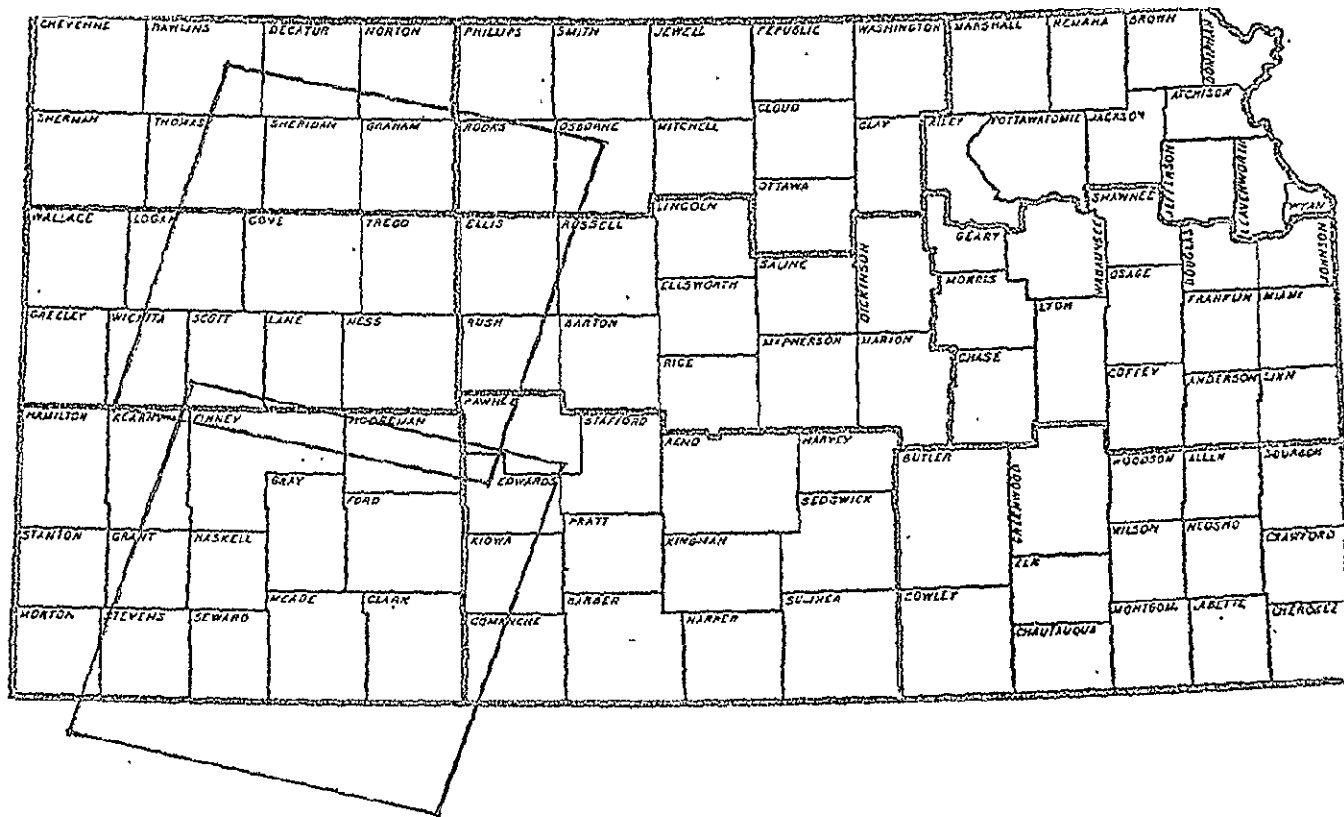 CHEYENNE RAWLINS DECATUR NORTON PHILLIPS SMITH JEWELL REPUBLIC WASHINGTON MARSHALL NEMAHA BROWN DONIPHAN
SHERMAN THOMAS SHERIDAN GRAHAM ROOKS OSBORNE MITCHELL CLOUD CLAY RILEY POTTAWATOMIE JACKSON ATCHISON
OTTAWA SHAWNEE JEFFERSON LEAVENWORTH
WALLACE LOGAN GOVE TREGO ELLIS RUSSELL LINCOLN SALINE DICKINSON GEARY WABAUNSEE OSAGE DOUGLAS JOHNSON
ELLSWORTH MORRIS FRANKLIN MIAMI
GREELEY WICHITA SCOTT LANE NESS RUSH BARTON RICE McPHERSON MARION CHASE LYON COFFEY ANDERSON LINN
HAMILTON KEARNY FINNEY HODGEMAN PAWNEE STAFFORD RENO HARVEY BUTLER GREENWOOD WOODSON ALLEN BOURBON
GRAY FORD EDWARDS PRATT SEDGWICK
STANTON GRANT HASKELL KIOWA KINGMAN ELK WILSON NEOSHO CRAWFORD
MORTON STEVENS SEWARD MEADE CLARK COMANCHE BARBER HARPER SUMNER COWLEY CHAUTAUQUA MONTGOM LABETTE CHEROKEE